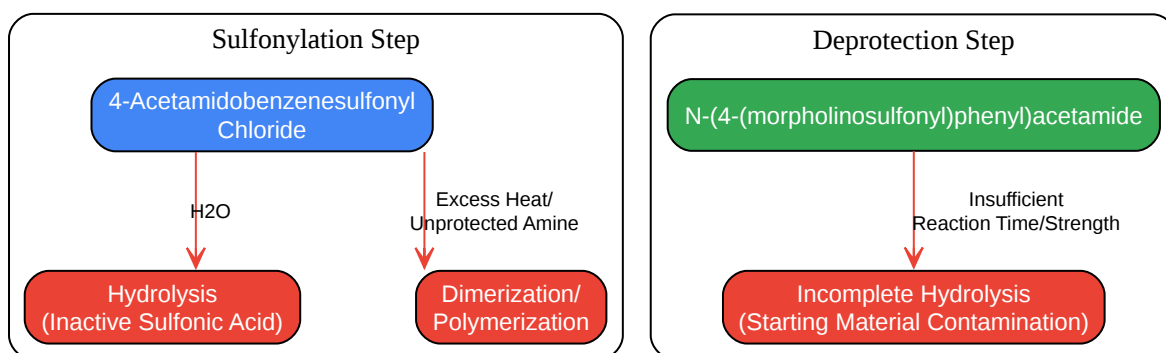 Sulfonylation Step
4-Acetamidobenzenesulfonyl
Chloride
H2O
Excess Heat/
Unprotected Amine
Hydrolysis
(Inactive Sulfonic Acid)
Dimerization/
Polymerization
Deprotection Step
N-(4-(morpholinosulfonyl)phenyl)acetamide
Insufficient
Reaction Time/Strength
Incomplete Hydrolysis
(Starting Material Contamination)